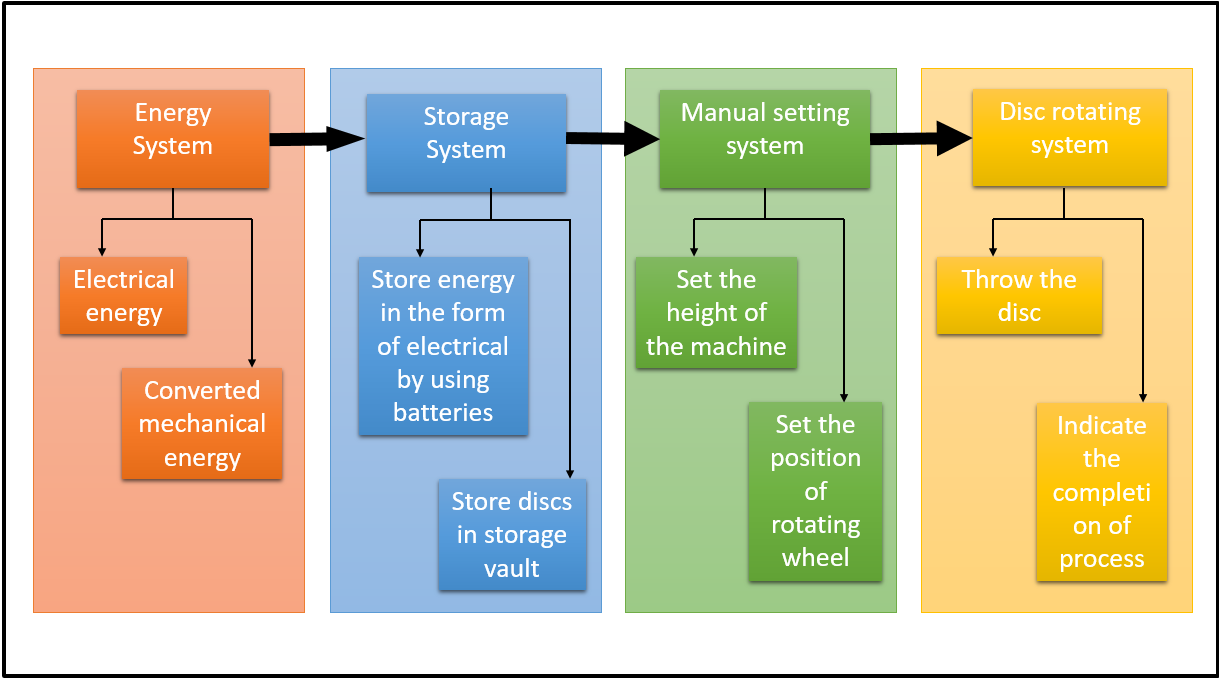 Energy
System
Electrical
energy
Converted
mechanical
energy
Storage
System
Store energy
in the form
of electrical
by using
batteries
Store discs
in storage
vault
Manual setting
system
Set the
height of
the machine
Set the
position
of
rotating
wheel
Disc rotating
system
Throw the
disc
Indicate
the
completi
on of
process